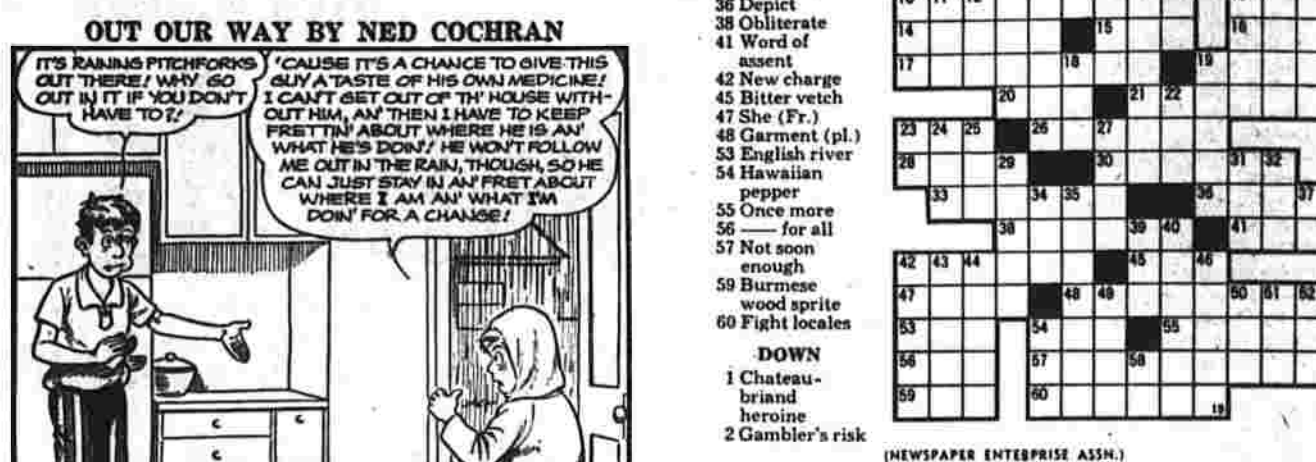 OUT OUR WAY BY NED COCHRAN
IT'S RAINING PITCHFORKS
OUT THERE! WHY GO
OUT IN IT IF YOU DON'T
HAVE TO?!
'CAUSE IT'S A CHANCE TO GIVE THIS
GUY A TASTE OF HIS OWN MEDICINE!
I CAN'T GET OUT OF TH' HOUSE WITH-
OUT HIM, AN' THEN I HAVE TO KEEP
FRETTIN' ABOUT WHERE HE IS AN'
WHAT HE'S DOIN'! HE WON'T FOLLOW
ME OUT IN THE RAIN, THOUGH, SO HE
CAN JUST STAY IN AN' FRET ABOUT
WHERE I AM AN' WHAT I'M
DOIN' FOR A CHANGE!
36 Depict
38 Obliterate
41 Word of
assent
42 New charge
45 Bitter vetch
47 She (Fr.)
48 Garment (pl.)
53 English river
54 Hawaiian
pepper
55 Once more
56 —— for all
57 Not soon
enough
59 Burmese
wood sprite
60 Fight locales
DOWN
1 Chateau-
briand
heroine
2 Gambler's risk
14 15 16
17 18 19
20 21 22
23 24 25 26 27
28 29 30 31 32
33 34 35 36 37
38 39 40 41
42 43 44 45 46
47 48 49 50 51 52
53 54 55
56 57 58
59 60
(NEWSPAPER ENTERPRISE ASSN.)